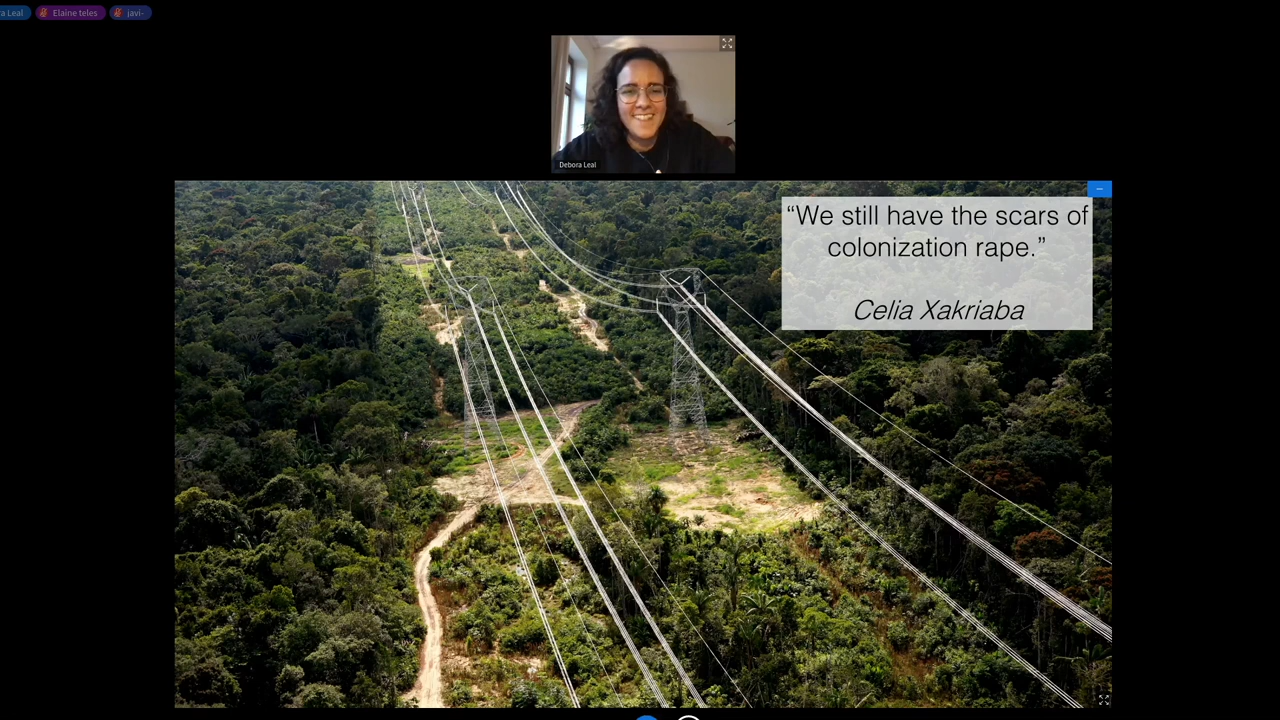 a Leal
Elaine teles
javi-
Debora Leal
“We still have the scars of
colonization rape.”
Celia Xakriaba